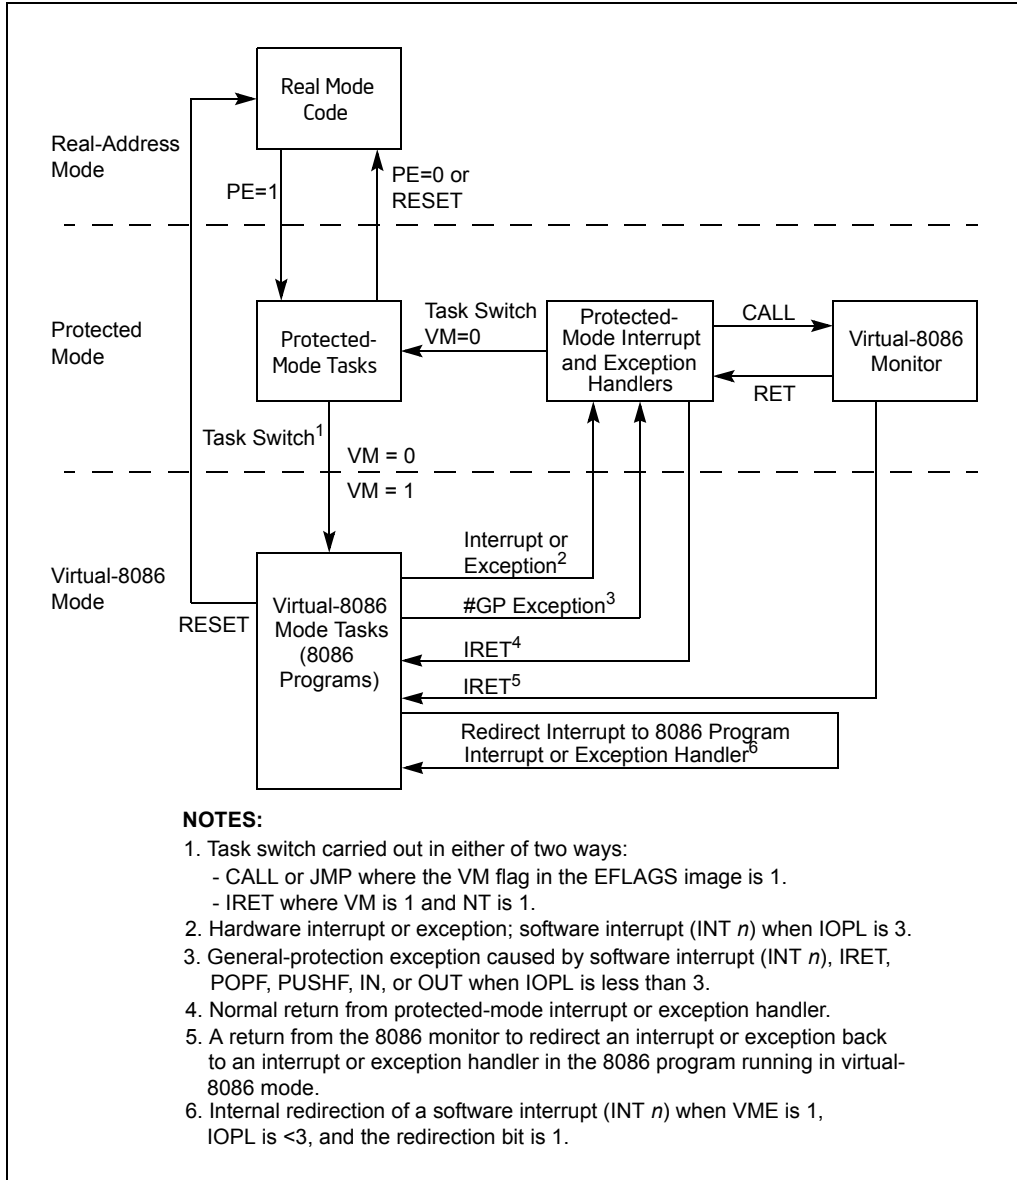 Real Mode
Code
Real-Address
Mode
PE=1
PE=0 or
RESET
Protected
Mode
Protected-
Mode Tasks
Task Switch
VM=0
Protected-
Mode Interrupt
and Exception
Handlers
CALL
RET
Virtual-8086
Monitor
Task Switch1
VM = 0
VM = 1
Virtual-8086
Mode
RESET
Virtual-8086
Mode Tasks
(8086
Programs)
Interrupt or
Exception2
#GP Exception3
IRET4
IRET5
Redirect Interrupt to 8086 Program
Interrupt or Exception Handler6
NOTES:
1. Task switch carried out in either of two ways:
- CALL or JMP where the VM flag in the EFLAGS image is 1.
- IRET where VM is 1 and NT is 1.
2. Hardware interrupt or exception; software interrupt (INT n) when IOPL is 3.
3. General-protection exception caused by software interrupt (INT n), IRET,
POPF, PUSHF, IN, or OUT when IOPL is less than 3.
4. Normal return from protected-mode interrupt or exception handler.
5. A return from the 8086 monitor to redirect an interrupt or exception back
to an interrupt or exception handler in the 8086 program running in virtual-
8086 mode.
6. Internal redirection of a software interrupt (INT n) when VME is 1,
IOPL is <3, and the redirection bit is 1.